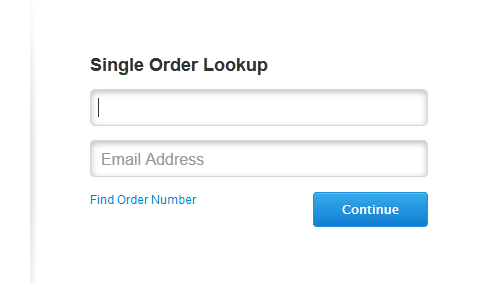 Single Order Lookup
Email Address
Find Order Number
Continue